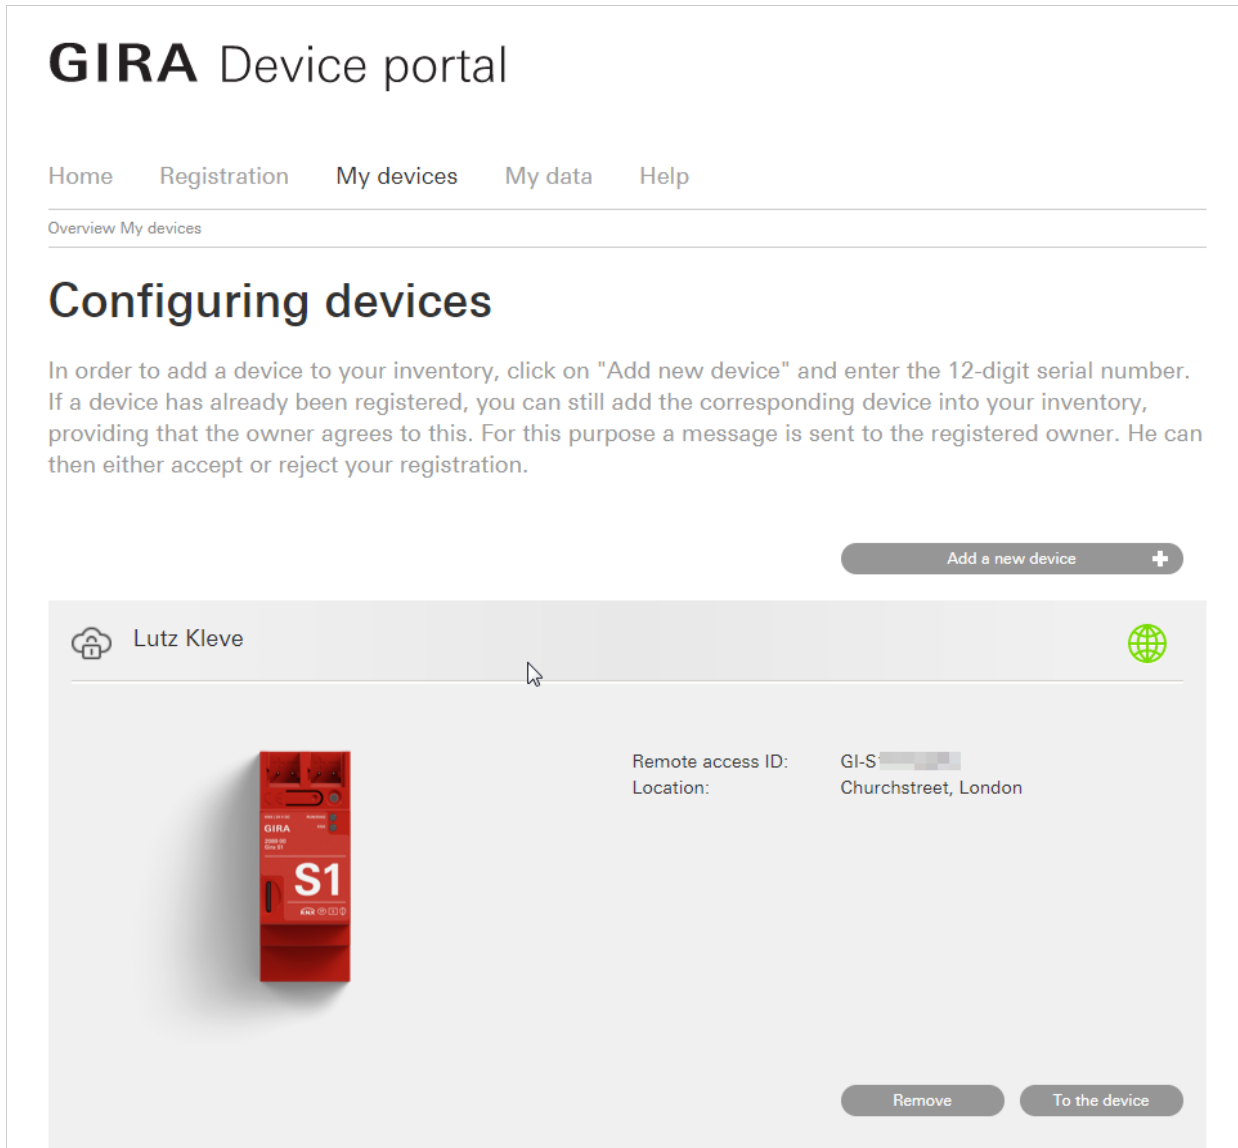 GIRA Device portal
Home Registration My devices My data Help
Overview My devices
Configuring devices
In order to add a device to your inventory, click on "Add new device" and enter the 12-digit serial number.
If a device has already been registered, you can still add the corresponding device into your inventory,
providing that the owner agrees to this. For this purpose a message is sent to the registered owner. He can
then either accept or reject your registration.
Add a new device
Lutz Kleve
Remote access ID: GI-S
Location: Churchstreet, London
GIRA
S1
KNX
Remove
To the device